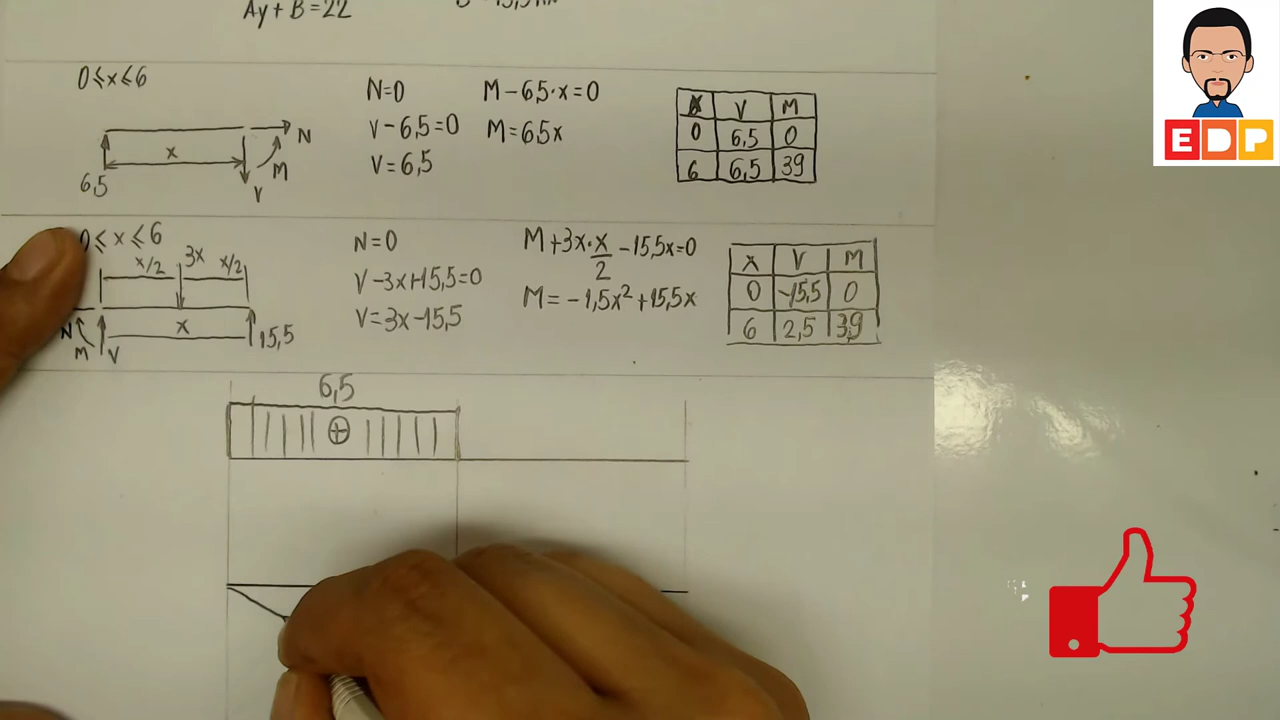 Ay + B = 22
0 ≤ x ≤ 6
N = 0
V - 6,5 = 0
V = 6,5
M - 6,5 · x = 0
M = 6,5x
x V M
0 6,5 0
6 6,5 39
N
x
M
6,5
V
0 ≤ x ≤ 6
x/2 3x x/2
N = 0
V - 3x + 15,5 = 0
V = 3x - 15,5
M + 3x · x/2 - 15,5x = 0
M = -1,5x² + 15,5x
x V M
0 -15,5 0
6 2,5 39
N x
M V 15,5
6,5
+
EDP